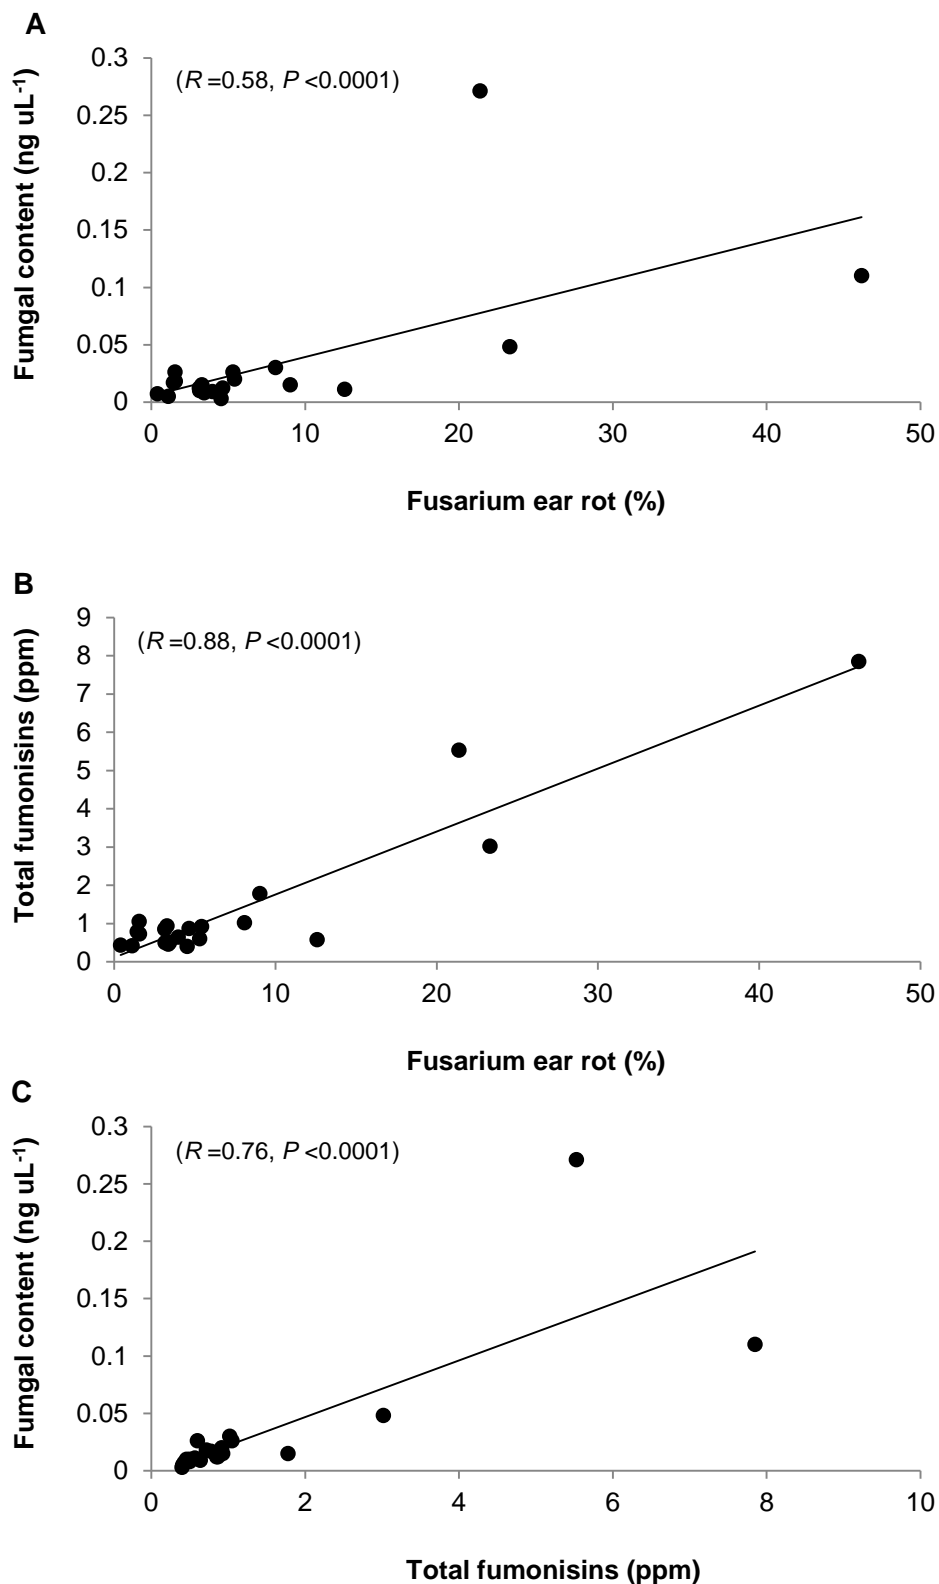 A
Fumgal content (ng uL-1)
0.3
0.25
0.2
0.15
0.1
0.05
0
(R =0.58, P <0.0001)
0 10 20 30 40 50
Fusarium ear rot (%)
B
Total fumonisins (ppm)
9
8
7
6
5
4
3
2
1
0
(R =0.88, P <0.0001)
0 10 20 30 40 50
Fusarium ear rot (%)
C
Fumgal content (ng uL-1)
0.3
0.25
0.2
0.15
0.1
0.05
0
(R =0.76, P <0.0001)
0 2 4 6 8 10
Total fumonisins (ppm)